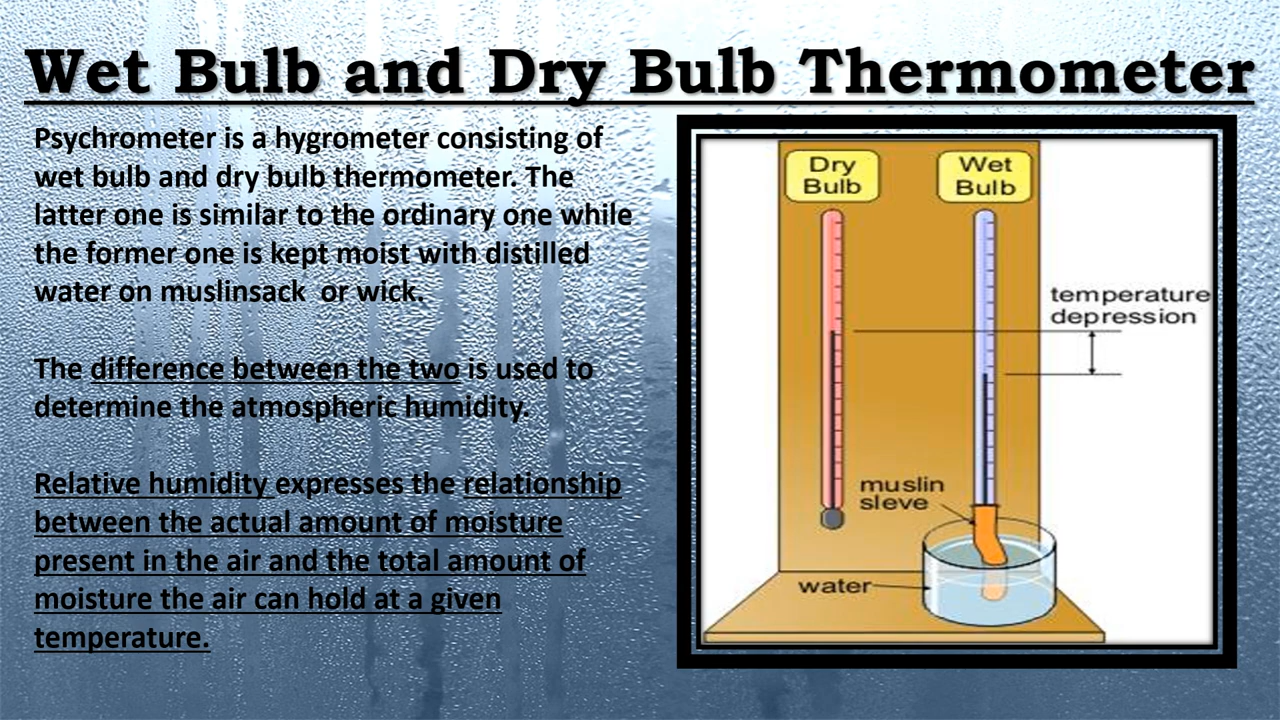 Wet Bulb and Dry Bulb Thermometer
Psychrometer is a hygrometer consisting of
wet bulb and dry bulb thermometer. The
latter one is similar to the ordinary one while
the former one is kept moist with distilled
water on muslinsack  or wick.
The difference between the two is used to
determine the atmospheric humidity.
Relative humidity expresses the relationship
between the actual amount of moisture
present in the air and the total amount of
moisture the air can hold at a given
temperature.
Dry
Bulb
Wet
Bulb
temperature
depression
muslin
sleve
water